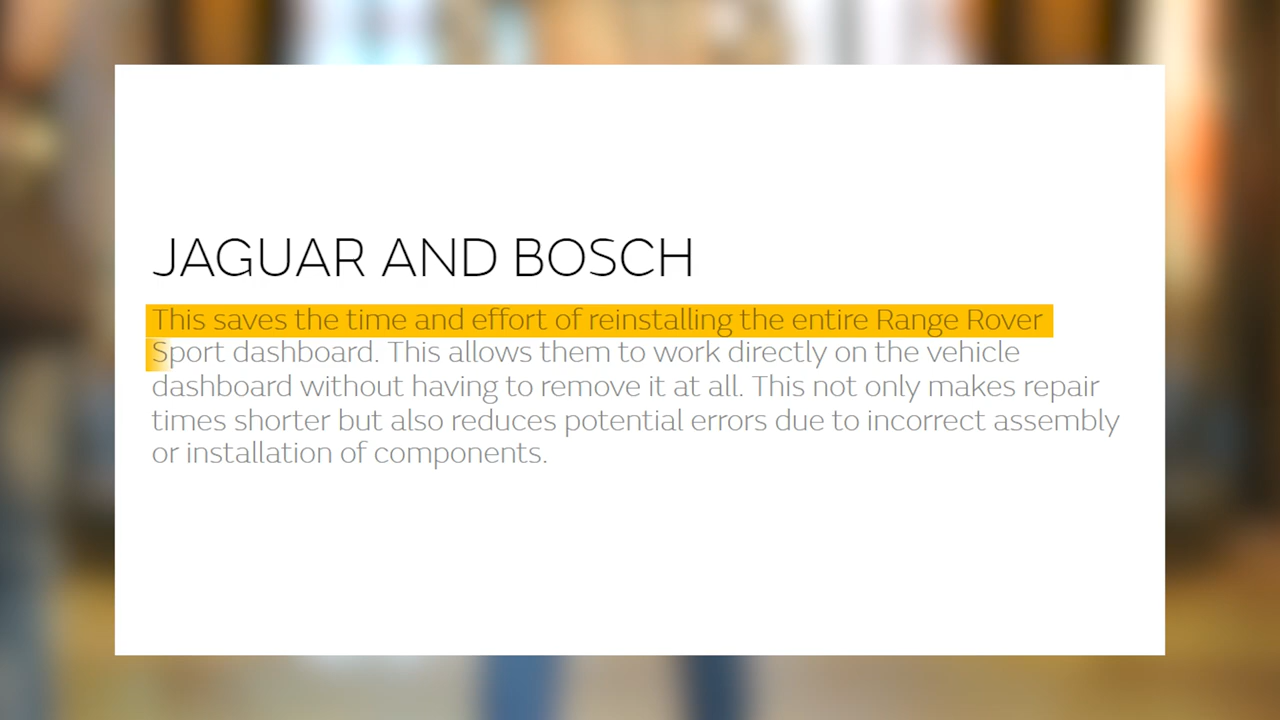 JAGUAR AND BOSCH
This saves the time and effort of reinstalling the entire Range Rover
Sport dashboard. This allows them to work directly on the vehicle
dashboard without having to remove it at all. This not only makes repair
times shorter but also reduces potential errors due to incorrect assembly
or installation of components.